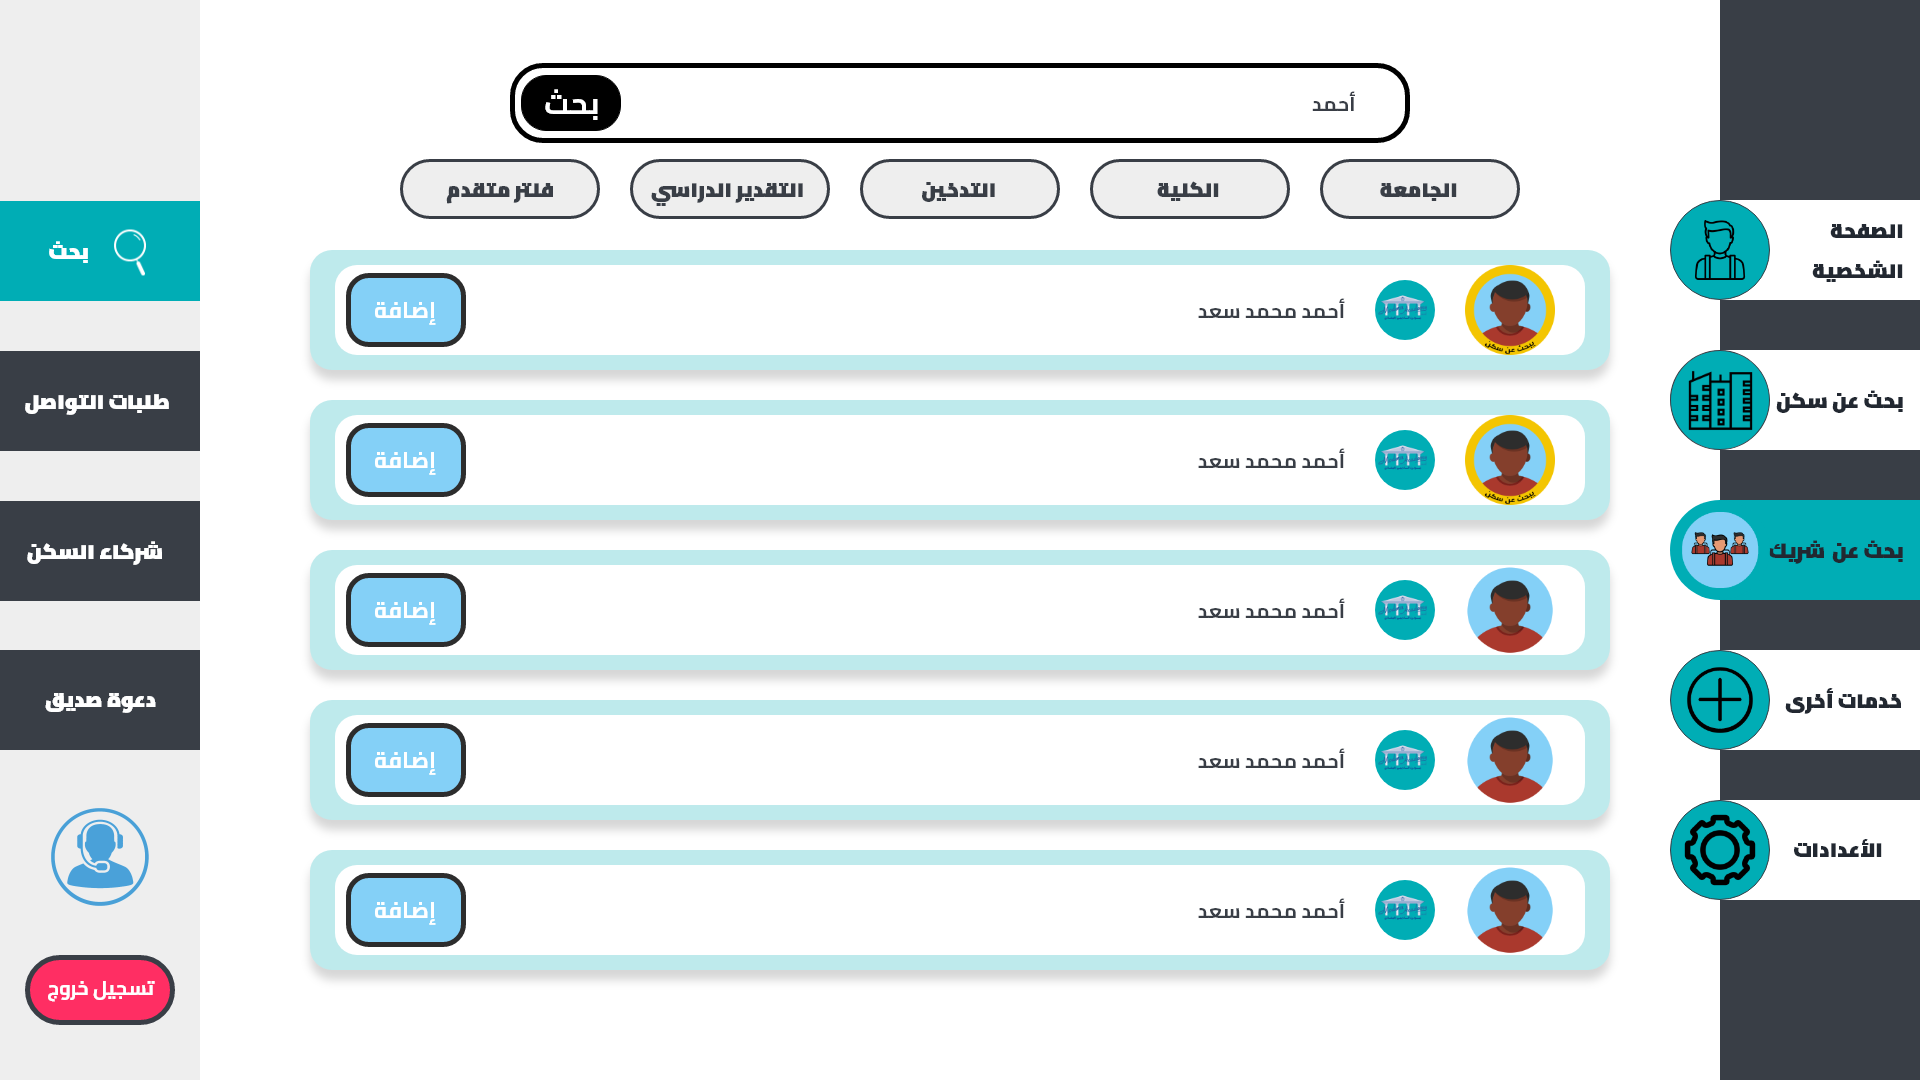 الصفحة
الشخصية
بحث عن سكن
بحث عن شريك
خدمات أخرى
الأعدادات
أحمد
بحث
الجامعة
الكلية
التدخين
التقدير الدراسي
فلتر متقدم
أحمد محمد سعد
إضافة
يبحث عن سكن
أحمد محمد سعد
إضافة
يبحث عن سكن
أحمد محمد سعد
إضافة
أحمد محمد سعد
إضافة
أحمد محمد سعد
إضافة
بحث
طلبات التواصل
شركاء السكن
دعوة صديق
تسجيل خروج